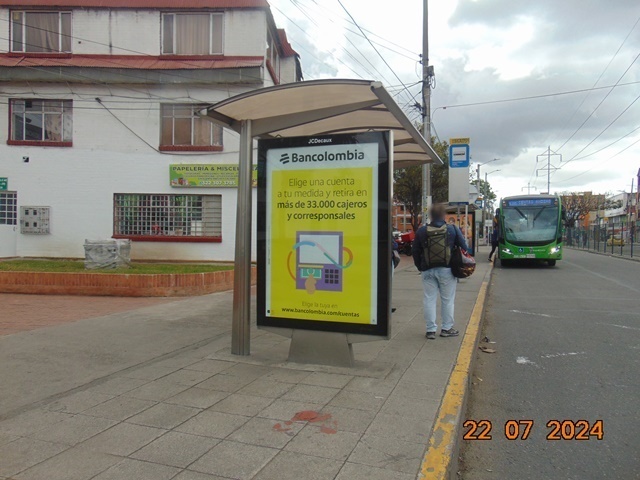 JCDecaux
Bancolombia
Elige una cuenta
a tu medida y retira en
más de 33.000 cajeros
y corresponsales
Elige la tuya en
www.bancolombia.com/cuentas
PAPELERIA & MISCE
22 07 2024